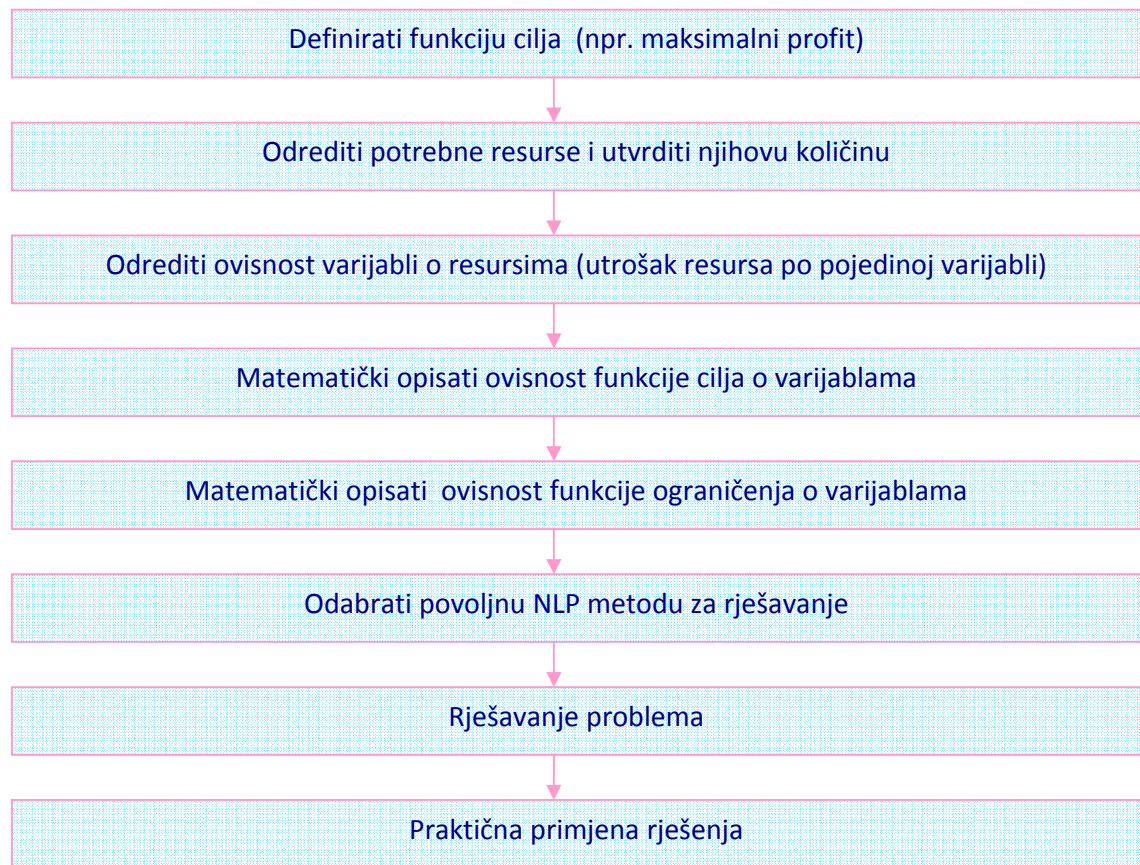 Definirati funkciju cilja (npr. maksimalni profit)
Odrediti potrebne resurse i utvrditi njihovu količinu
Odrediti ovisnost varijabli o resursima (utrošak resursa po pojedinoj varijabli)
Matematički opisati ovisnost funkcije cilja o varijablama
Matematički opisati ovisnost funkcije ograničenja o varijablama
Odabrati povoljnu NLP metodu za rješavanje
Rješavanje problema
Praktična primjena rješenja